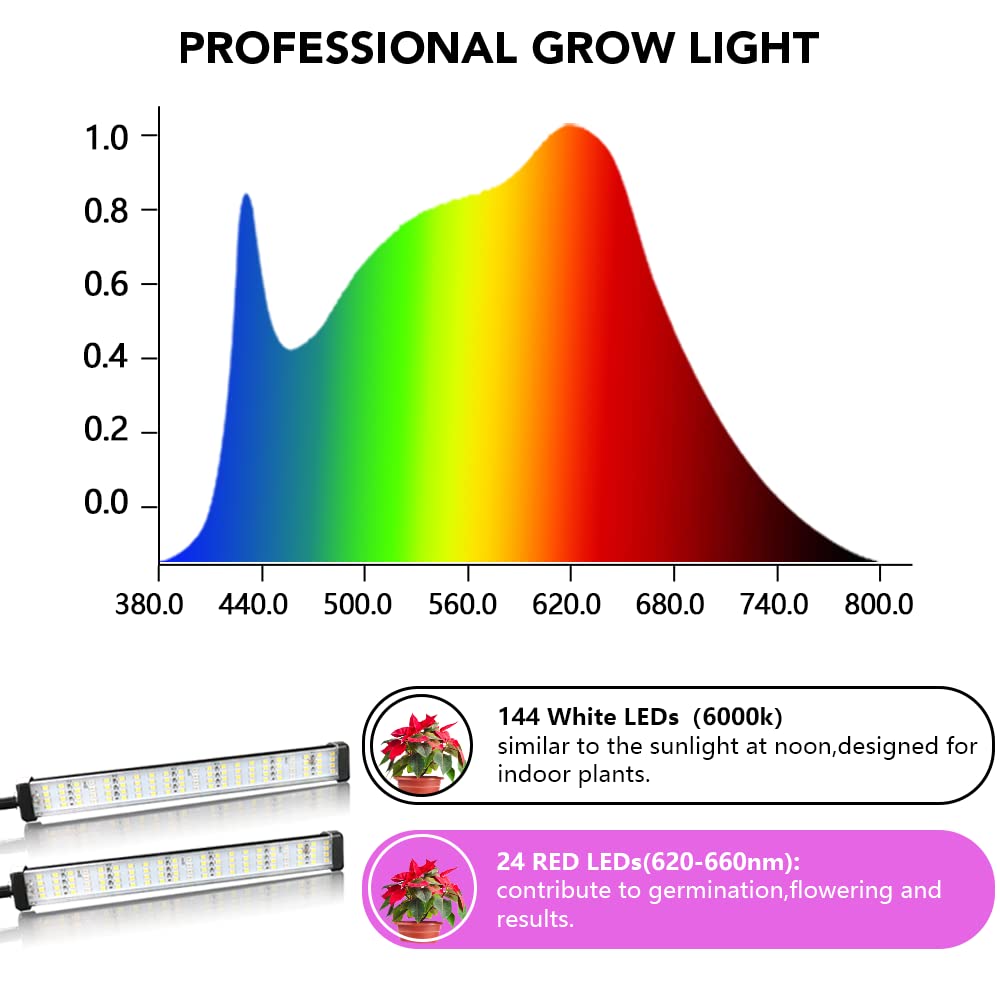 PROFESSIONAL GROW LIGHT
1.0
0.8
0.6
0.4
0.2
0.0
380.0 440.0 500.0 560.0 620.0 680.0 740.0 800.0
144 White LEDs (6000k)
similar to the sunlight at noon,designed for
indoor plants.
24 RED LEDs(620-660nm):
contribute to germination,flowering and
results.